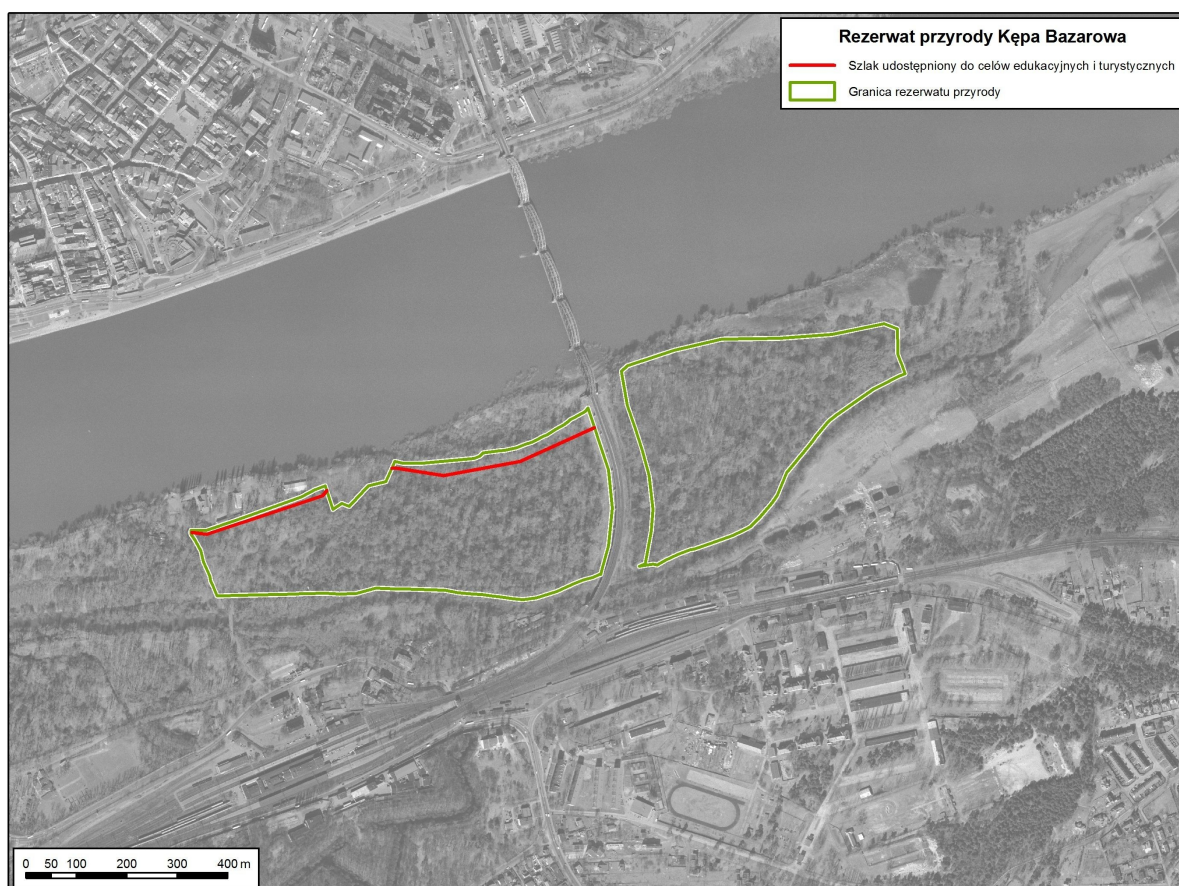 Rezerwat przyrody Kępa Bazarowa
Szlak udostępniony do celów edukacyjnych i turystycznych
Granica rezerwatu przyrody
0 50 100 200 300 400 m